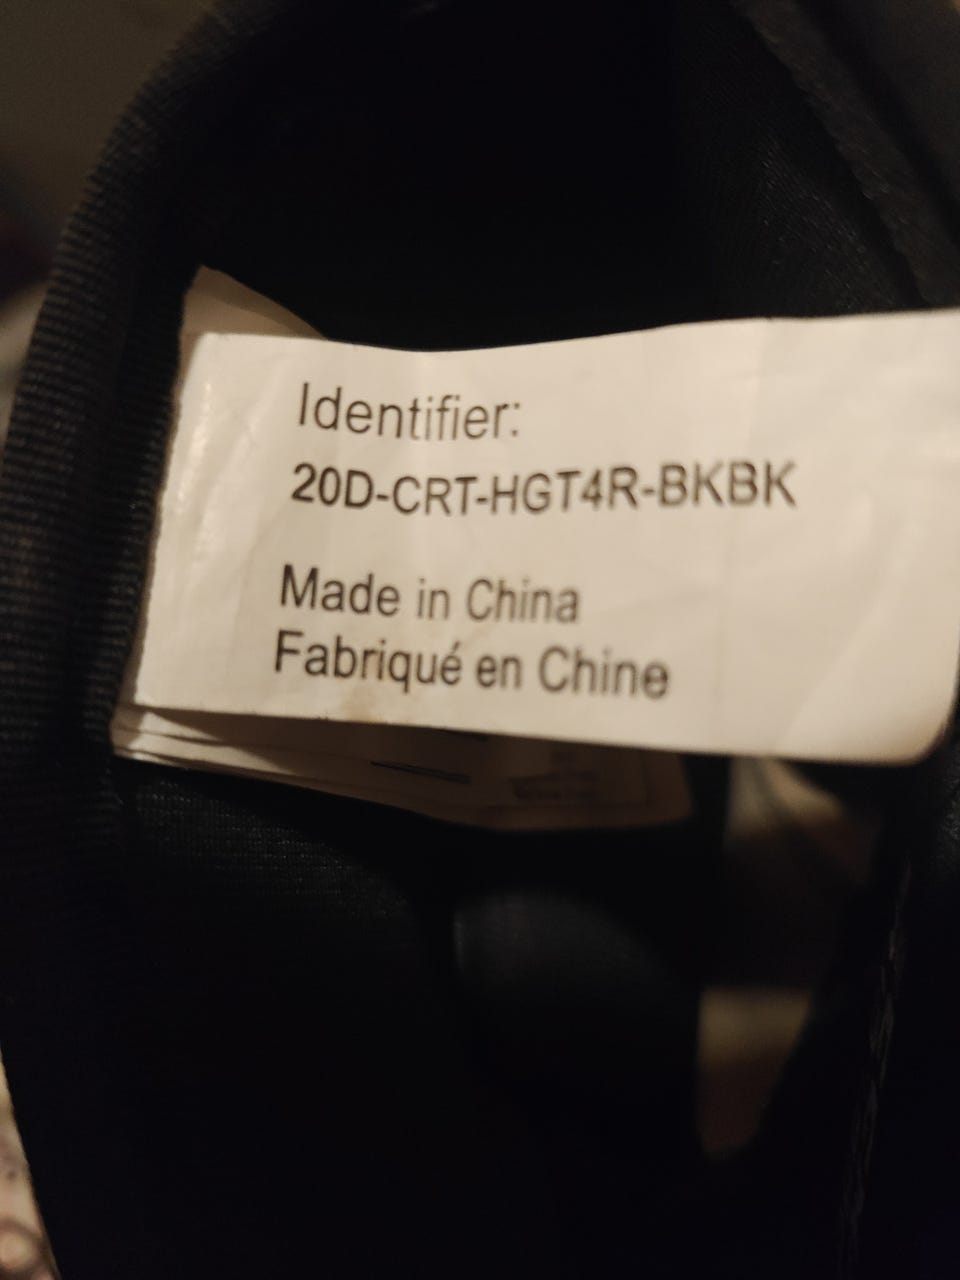 Identifier:
20D-CRT-HGT4R-BKBK
Made in China
Fabriqué en Chine